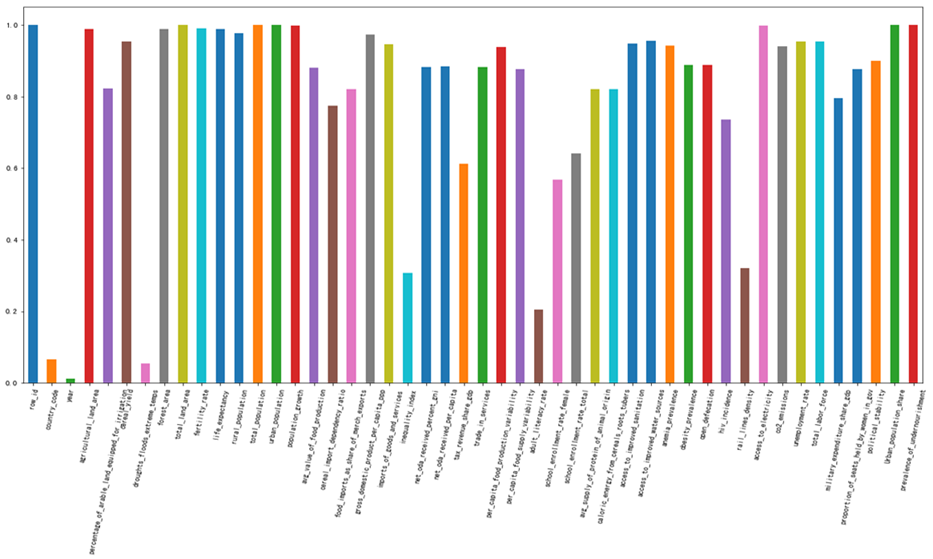 1.0
0.8
0.6
0.4
0.2
0.0
row_id
country_code
year
agricultural_land_area
percentage_of_arable_land_equipped_for_irrigation
cereal_yield
droughts_floods_extreme_temps
forest_area
total_land_area
fertility_rate
life_expectancy
rural_population
total_population
urban_population
population_growth
avg_value_of_food_production
cereal_import_dependency_ratio
food_imports_as_share_of_merch_exports
gross_domestic_product_per_capita_ppp
imports_of_goods_and_services
inequality_index
net_oda_received_percent_gni
net_oda_received_per_capita
tax_revenue_share_gdp
trade_in_services
per_capita_food_production_variability
per_capita_food_supply_variability
adult_literacy_rate
school_enrollment_rate_female
school_enrollment_rate_total
avg_supply_of_protein_of_animal_origin
caloric_energy_from_cereals_roots_tubers
access_to_improved_sanitation
access_to_improved_water_sources
anemia_prevalence
obesity_prevalence
open_defecation
hiv_incidence
rail_lines_density
access_to_electricity
co2_emissions
unemployment_rate
total_labor_force
military_expenditure_share_gdp
proportion_of_seats_held_by_women_in_gov
political_stability
Urban_population_share
prevalence_of_undernourishment